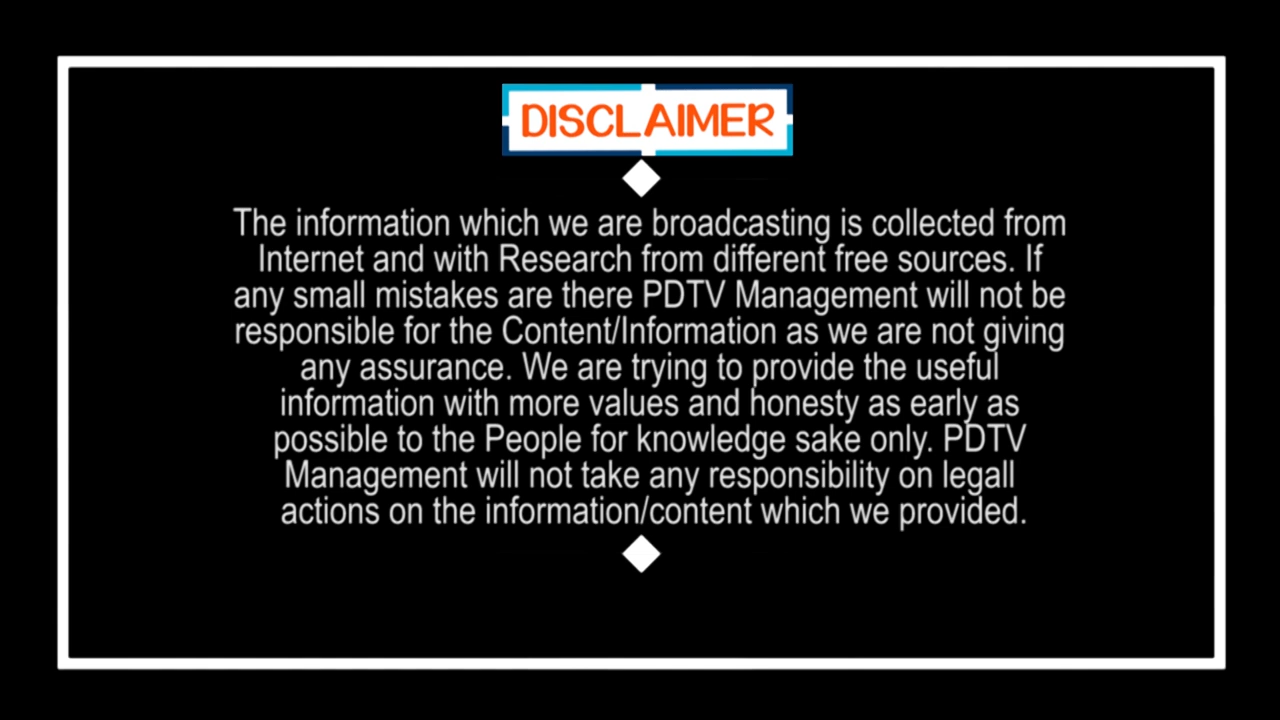 DISCLAIMER
The information which we are broadcasting is collected from
Internet and with Research from different free sources. If
any small mistakes are there PDTV Management will not be
responsible for the Content/Information as we are not giving
any assurance. We are trying to provide the useful
information with more values and honesty as early as
possible to the People for knowledge sake only. PDTV
Management will not take any responsibility on legall
actions on the information/content which we provided.